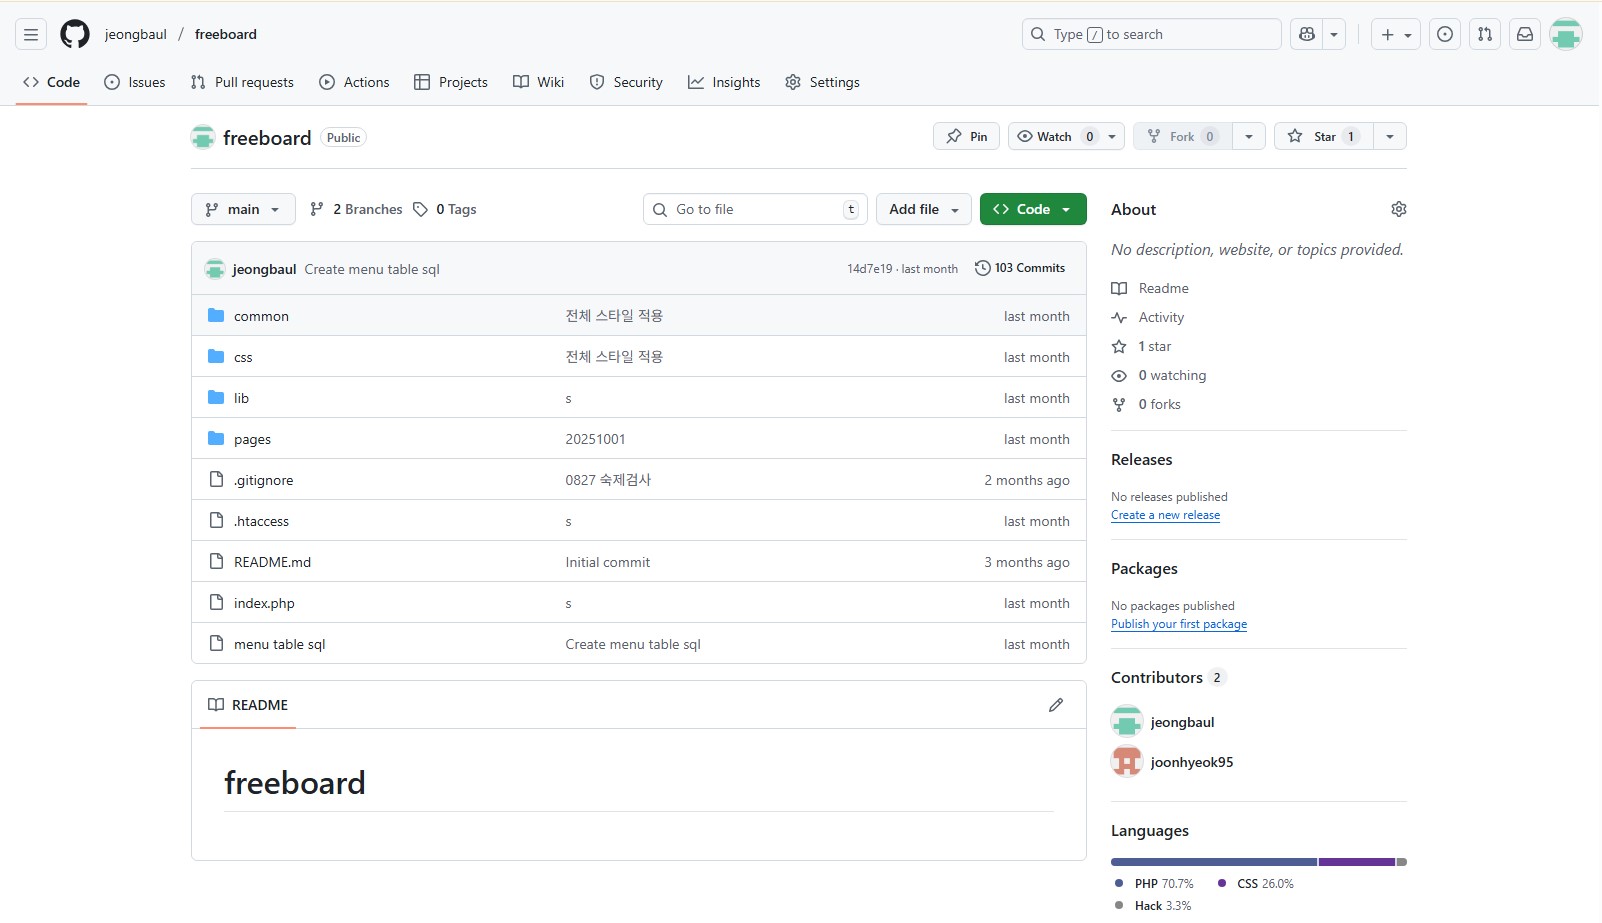 jeongbaul / freeboard
Type / to search
Code Issues Pull requests Actions Projects Wiki Security Insights Settings
freeboard Public
Pin Watch 0 Fork 0 Star 1
main 2 Branches 0 Tags
Go to file t Add file Code
jeongbaul Create menu table sql 14d7e19 · last month 103 Commits
common 전체 스타일 적용 last month
css 전체 스타일 적용 last month
lib s last month
pages 20251001 last month
.gitignore 0827 숙제검사 2 months ago
.htaccess s last month
README.md Initial commit 3 months ago
index.php s last month
menu table sql Create menu table sql last month
README
freeboard
About
No description, website, or topics provided.
Readme
Activity
1 star
0 watching
0 forks
Releases
No releases published
Create a new release
Packages
No packages published
Publish your first package
Contributors 2
jeongbaul
joonhyeok95
Languages
PHP 70.7% CSS 26.0%
Hack 3.3%